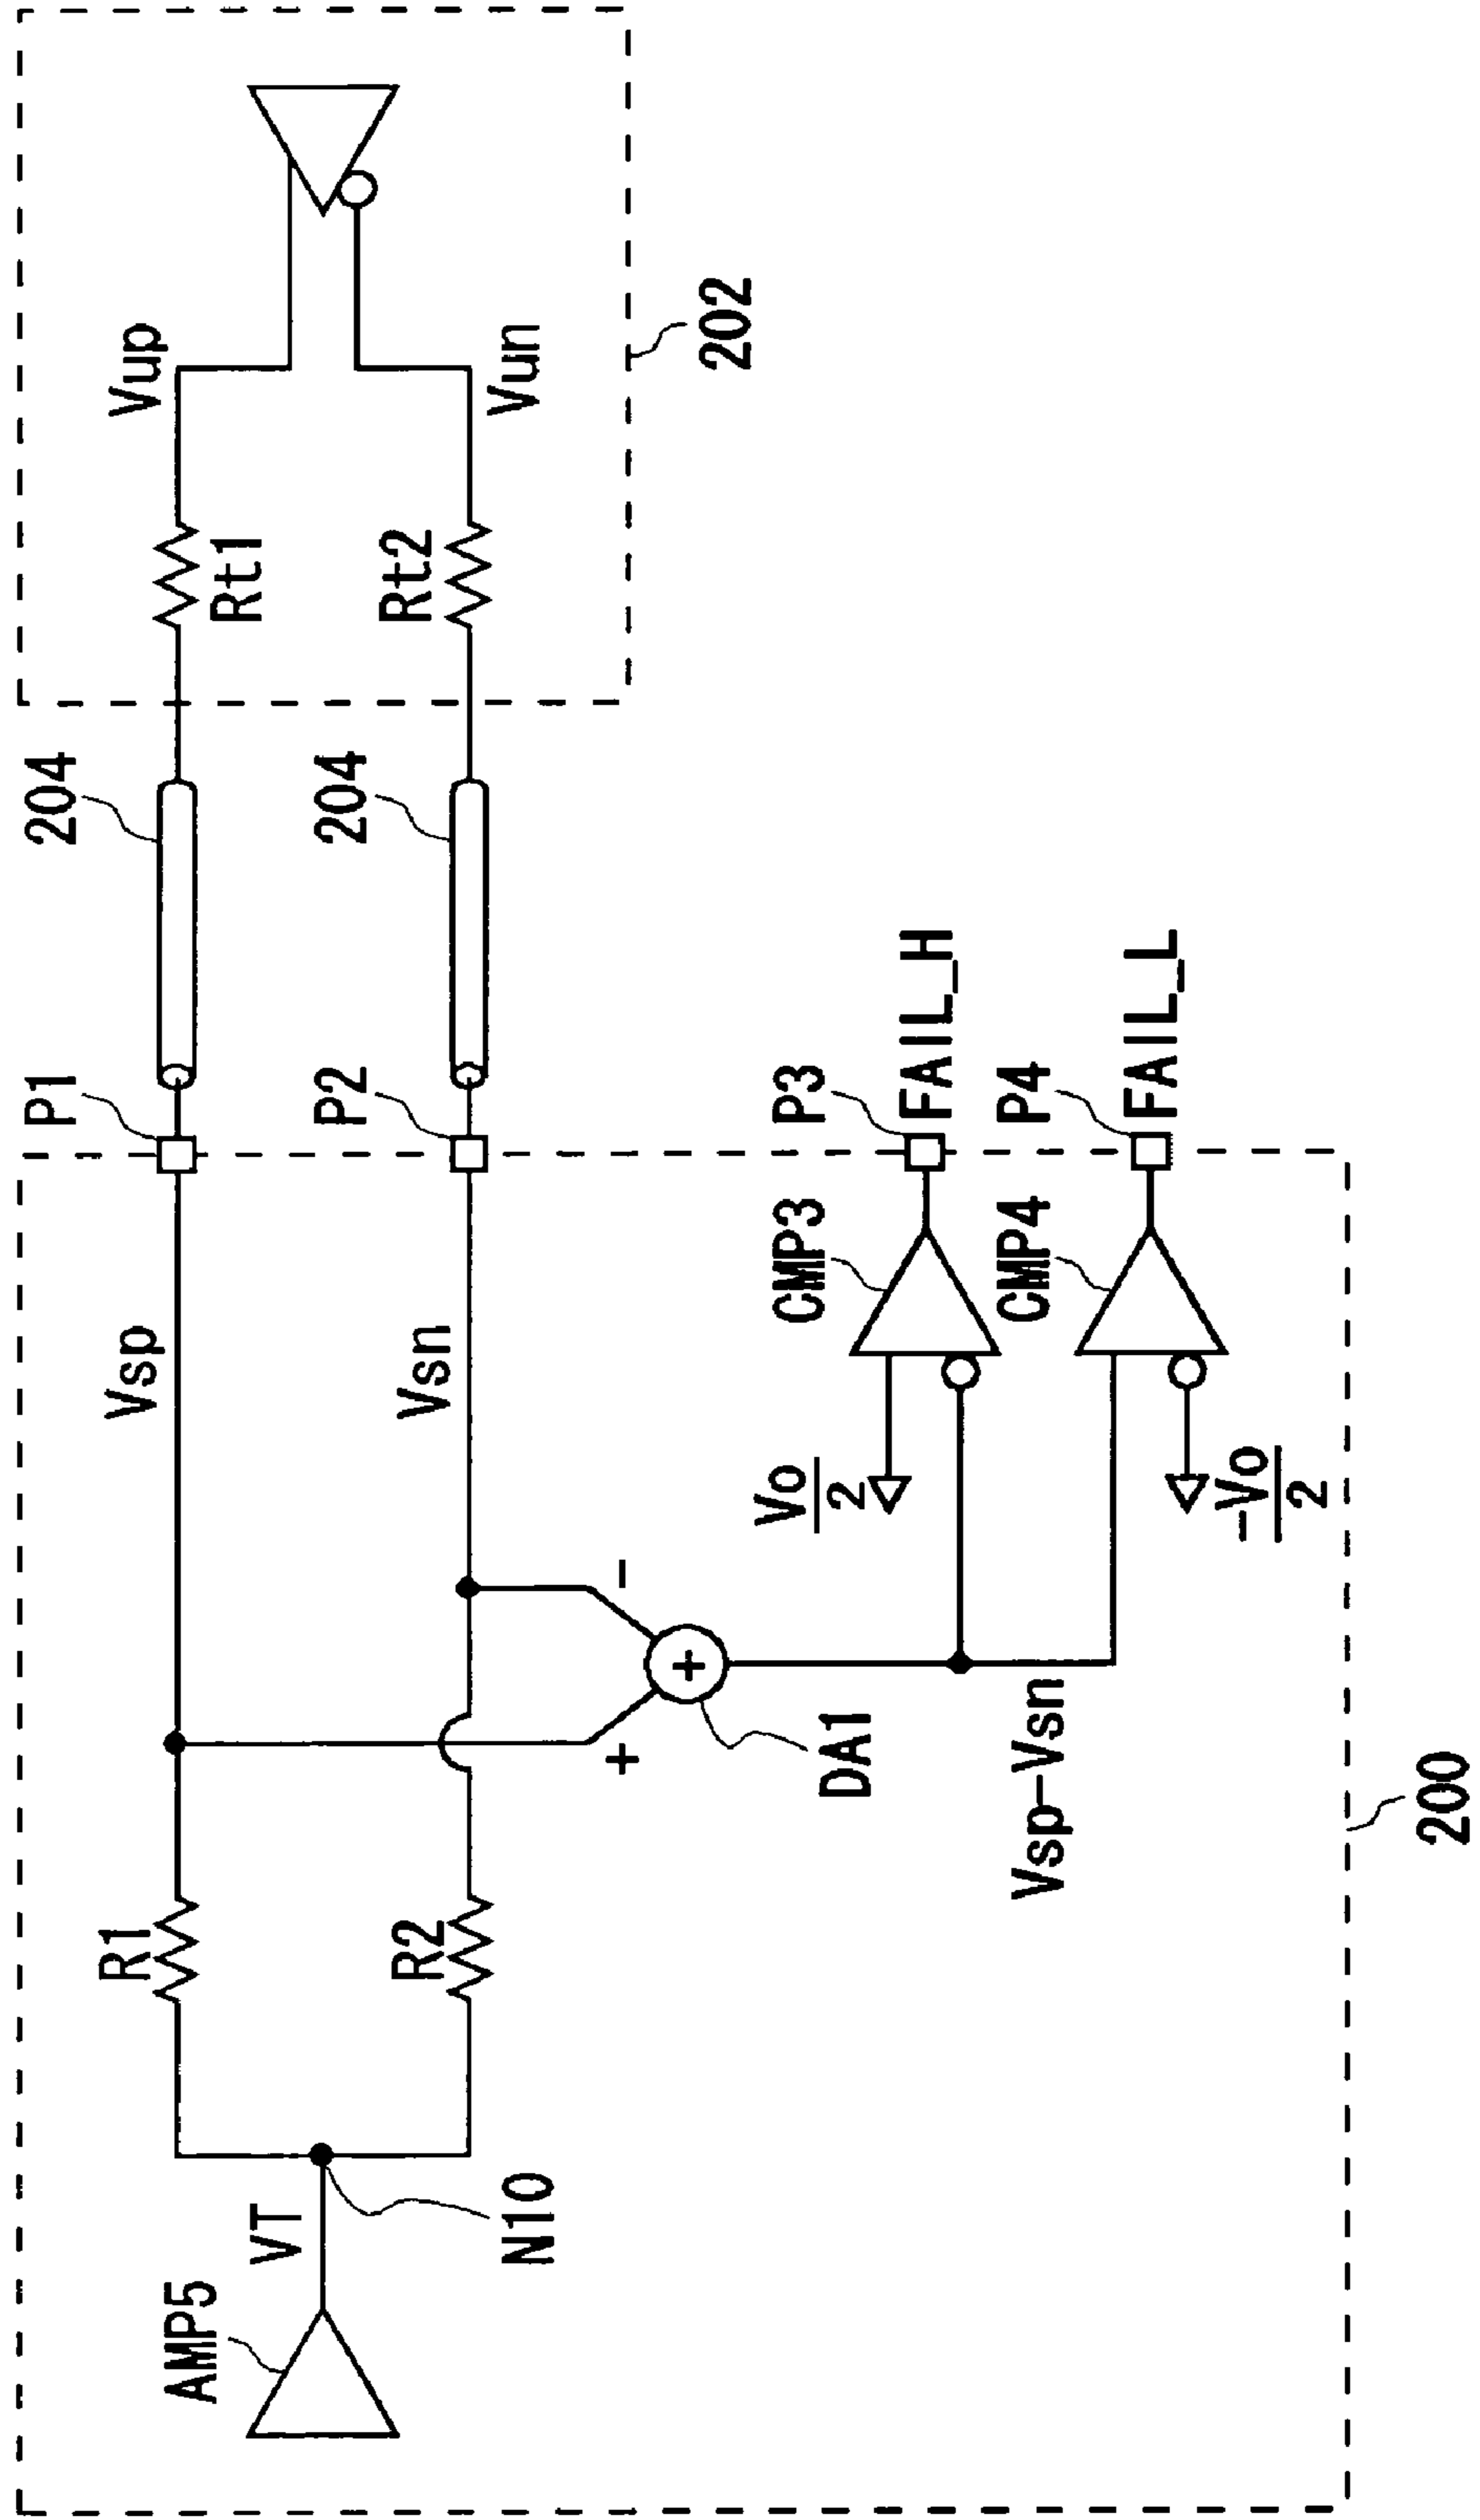 AMP5
VT
N10
R1
R2
Vsp
Vsn
+
-
+
DA1
Vsp-Vsn
Vo
2
-Vo
2
CMP3
CMP4
P1
P2
P3
P4
FAIL_H
FAIL_L
204
204
Rt1
Rt2
Vup
Vun
202
200